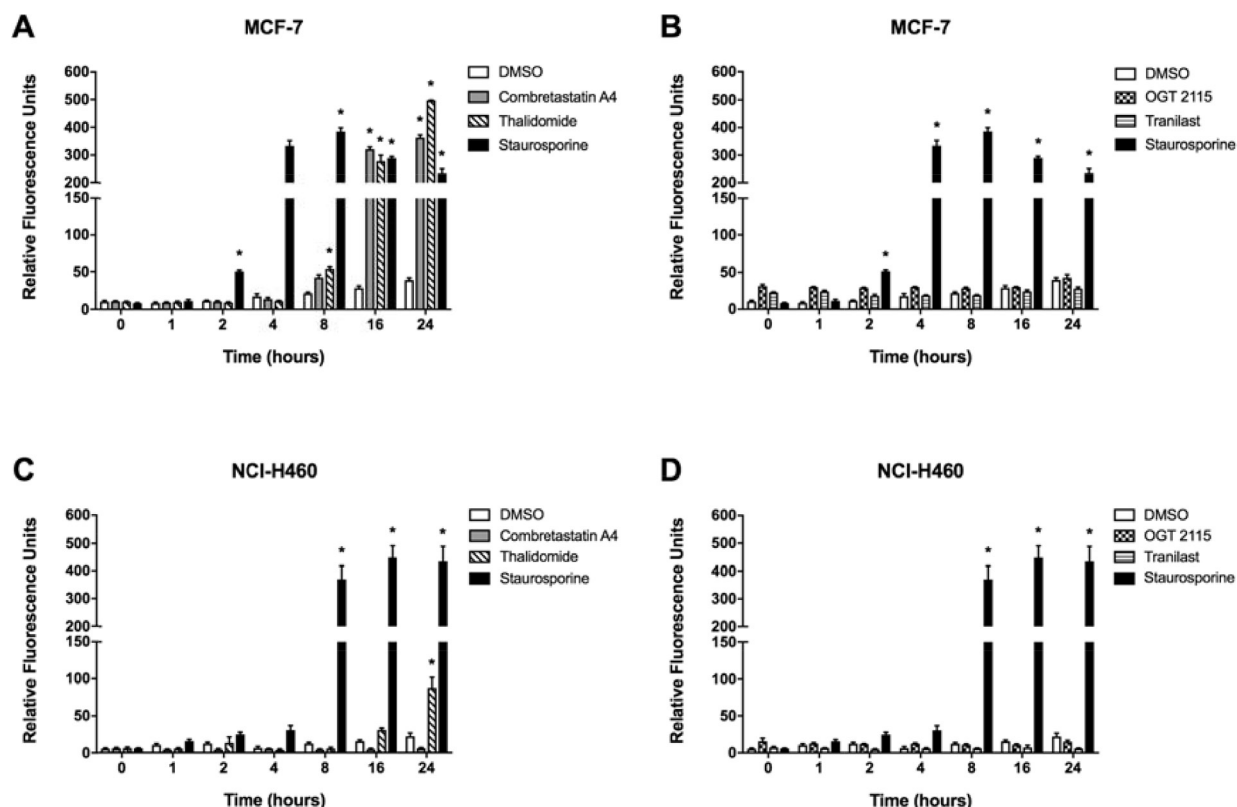 A
MCF-7
Relative Fluorescence Units
600
500
400
300
200
150
100
50
0
* * * * * * * * *
0 1 2 4 8 16 24
Time (hours)
DMSO
Combretastatin A4
Thalidomide
Staurosporine
B
MCF-7
Relative Fluorescence Units
600
500
400
300
200
150
100
50
0
* * * * *
0 1 2 4 8 16 24
Time (hours)
DMSO
OGT 2115
Tranilast
Staurosporine
C
NCI-H460
Relative Fluorescence Units
600
500
400
300
200
150
100
50
0
* * * *
0 1 2 4 8 16 24
Time (hours)
DMSO
Combretastatin A4
Thalidomide
Staurosporine
D
NCI-H460
Relative Fluorescence Units
600
500
400
300
200
150
100
50
0
* * *
0 1 2 4 8 16 24
Time (hours)
DMSO
OGT 2115
Tranilast
Staurosporine